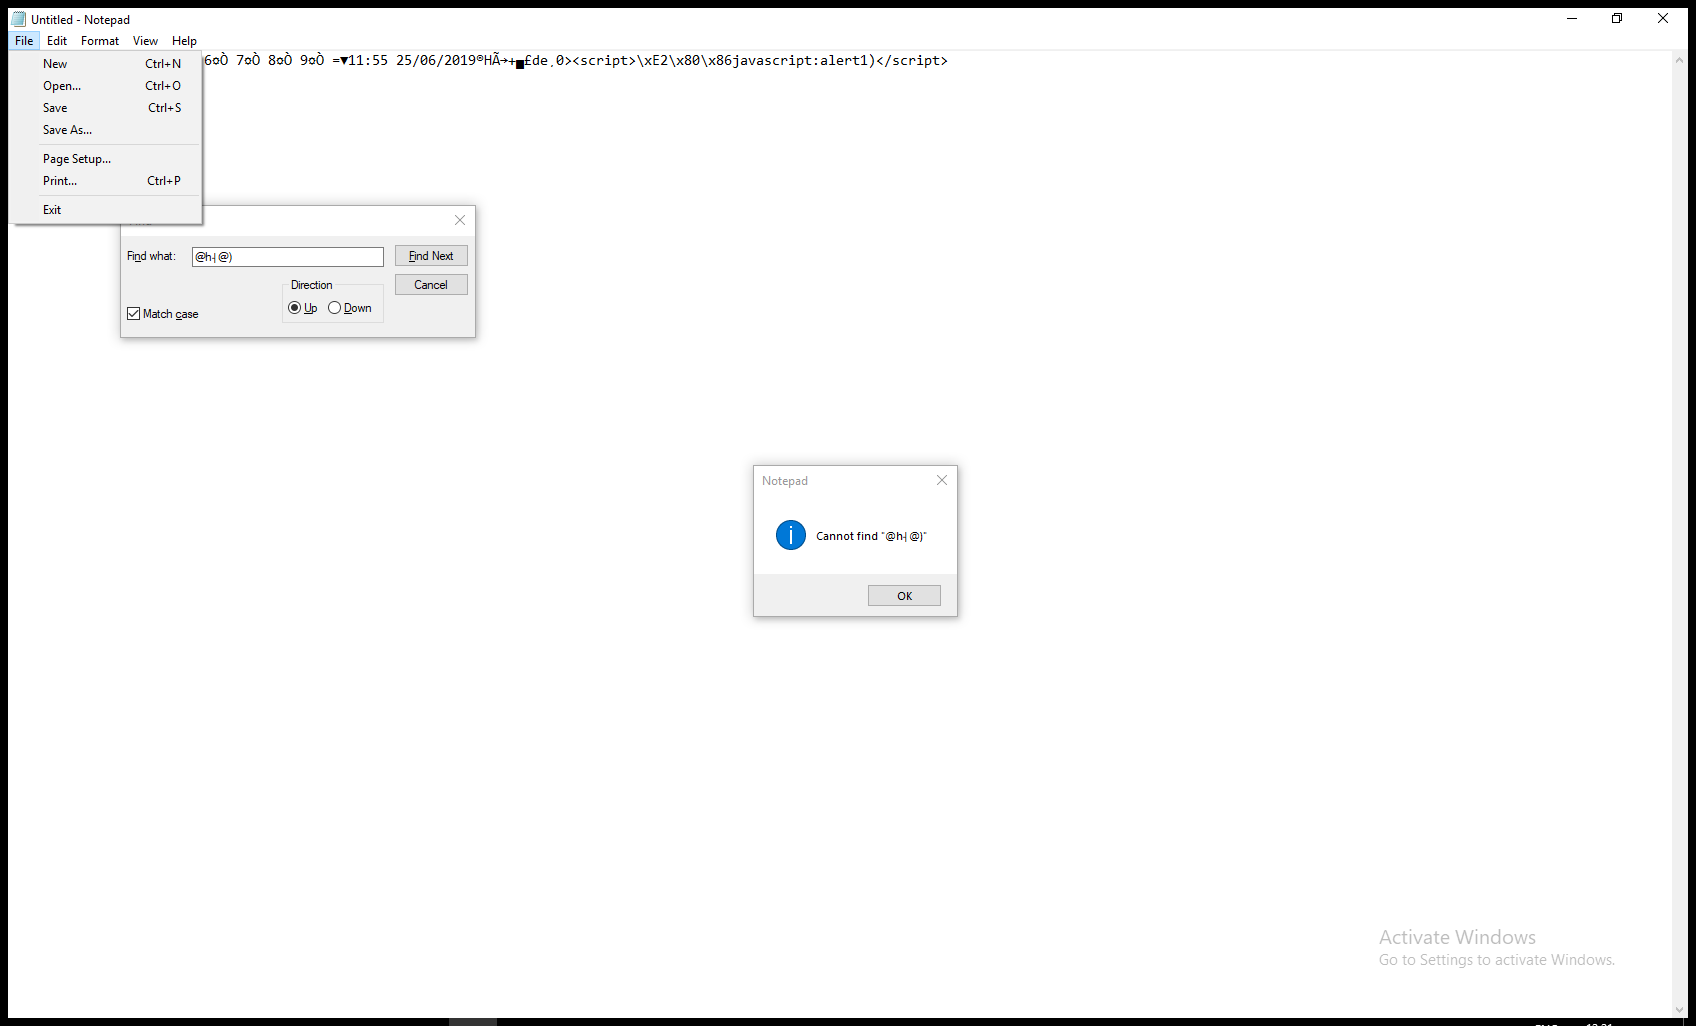 Untitled - Notepad
File Edit Format View Help
6¤Ò 7¤Ò 8¤Ò 9¤Ò =▼11:55 25/06/2019®HÃ→+▄£de¸0><script>\xE2\x80\x86javascript:alert1)</script>
New Ctrl+N
Open... Ctrl+O
Save Ctrl+S
Save As...
Page Setup...
Print... Ctrl+P
Exit
Find what: @h┤@) Find Next
Direction Cancel
Up Down
Match case
Notepad
Cannot find "@h┤@)"
OK
Activate Windows
Go to Settings to activate Windows.